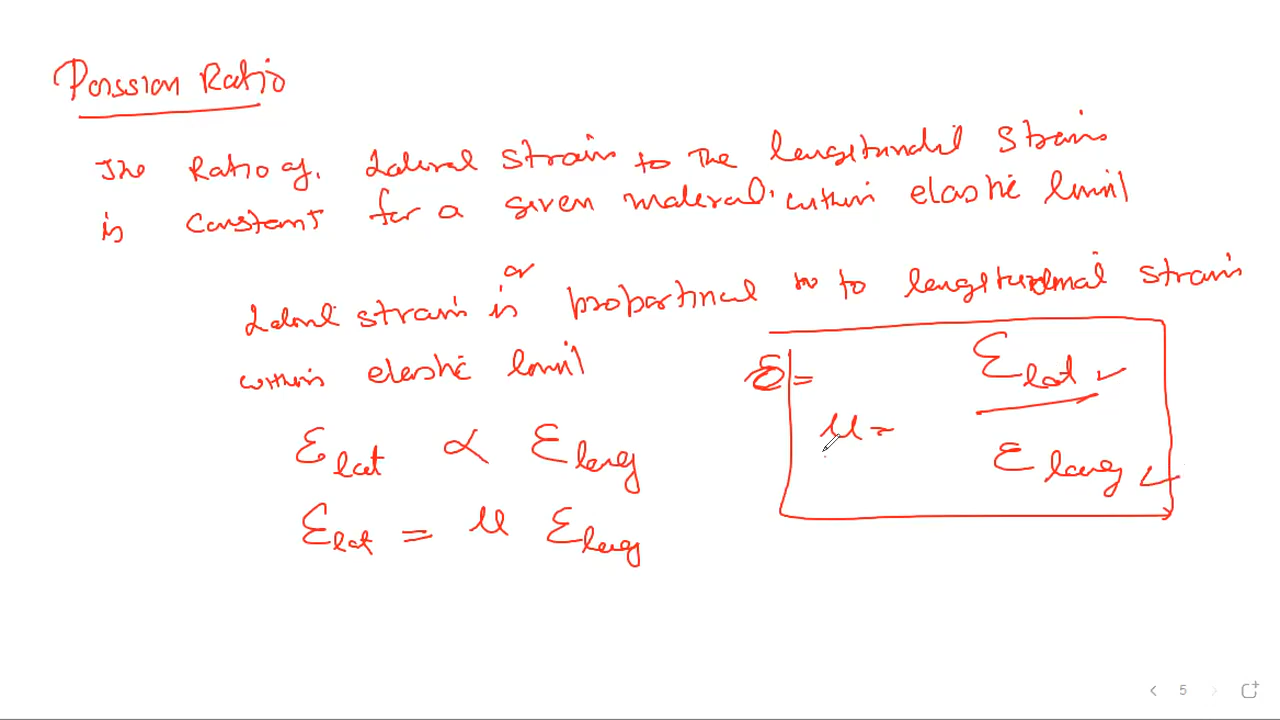 Poission Ratio
The Ratio of. Lateral strain to the longitudinal strain
is constant for a given material. within elastic limit
or
Lateral strain is proportional to longitudinal strain
within elastic limit
ε lat ∝ ε long
ε lat = μ ε long
μ = ε lat / ε long
5